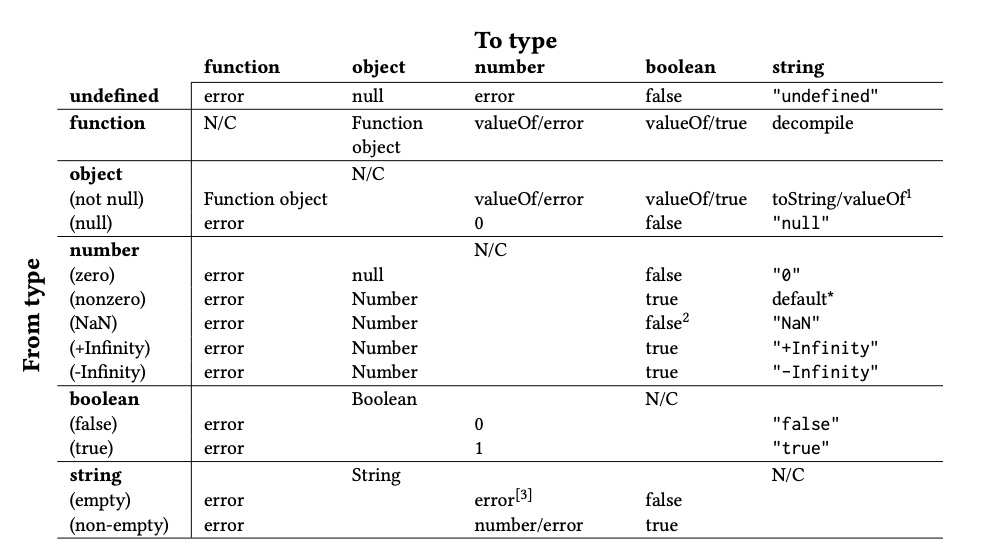 To type
function object number boolean string
undefined error null error false "undefined"
function N/C Function valueOf/error valueOf/true decompile
object
object N/C
(not null) Function object valueOf/error valueOf/true toString/valueOf1
(null) error 0 false "null"
number N/C
(zero) error null false "0"
(nonzero) error Number true default*
(NaN) error Number false2 "NaN"
(+Infinity) error Number true "+Infinity"
(-Infinity) error Number true "-Infinity"
boolean Boolean N/C
(false) error 0 "false"
(true) error 1 "true"
string String N/C
(empty) error error[3] false
(non-empty) error number/error true
From type